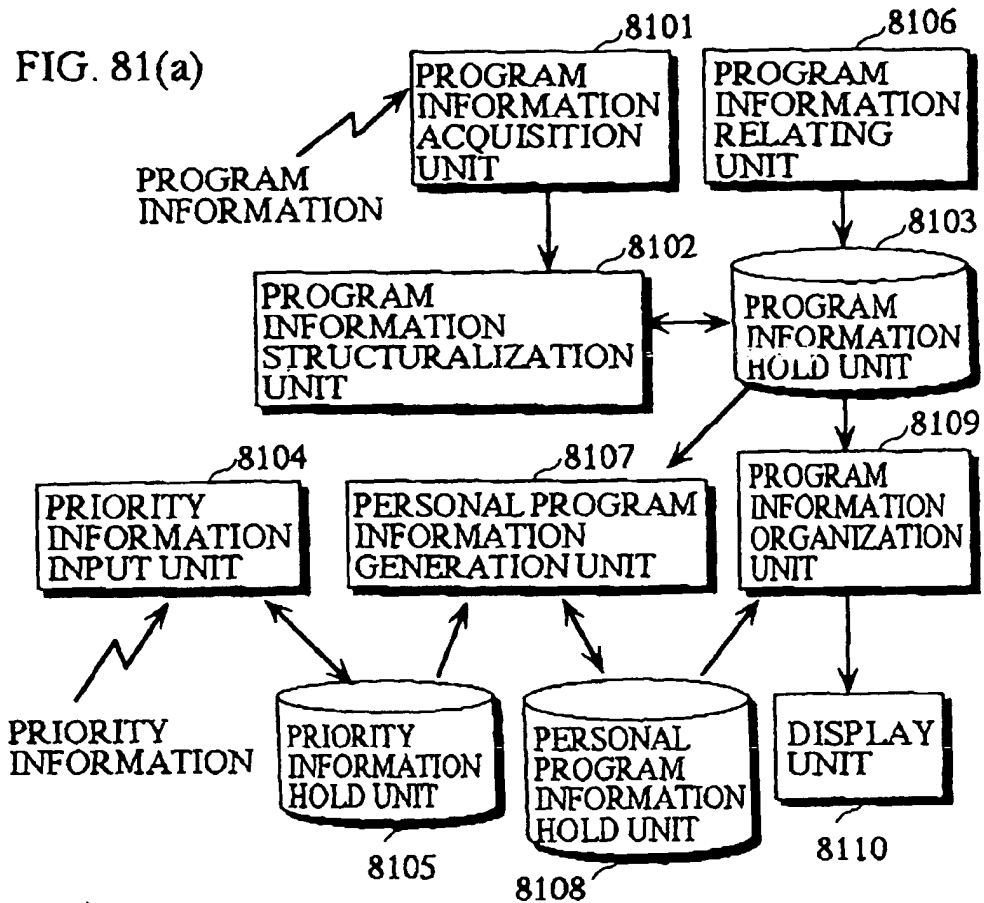 FIG. 81(a)
8101
PROGRAM
INFORMATION
ACQUISITION
UNIT
8106
PROGRAM
INFORMATION
RELATING
UNIT
PROGRAM
INFORMATION
8102
PROGRAM
INFORMATION
STRUCTURALIZATION
UNIT
8103
PROGRAM
INFORMATION
HOLD UNIT
8104
PRIORITY
INFORMATION
INPUT UNIT
8107
PERSONAL PROGRAM
INFORMATION
GENERATION UNIT
8109
PROGRAM
INFORMATION
ORGANIZATION
UNIT
PRIORITY
INFORMATION
PRIORITY
INFORMATION
HOLD UNIT
8105
PERSONAL
PROGRAM
INFORMATION
HOLD UNIT
8108
DISPLAY
UNIT
8110